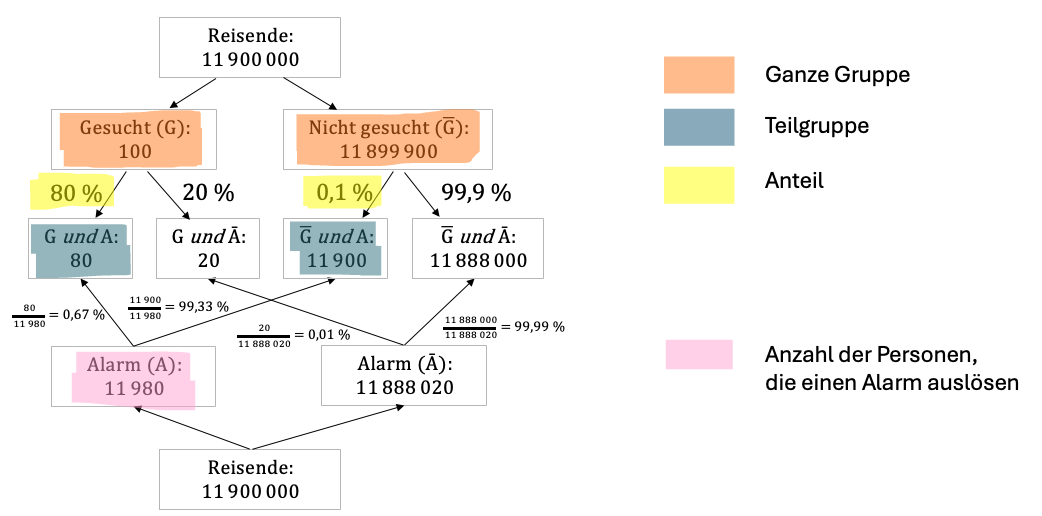 Reisende:
11 900 000
Ganze Gruppe
Gesucht (G):
100
Nicht gesucht (G̅):
11 899 900
Teilgruppe
80 %
20 %
0,1 %
99,9 %
Anteil
G und A:
80
G und Ā:
20
G̅ und A:
11 900
G̅ und Ā:
11 888 000
80/11 980 = 0,67 %
11 900/11 980 = 99,33 %
20/11 888 020 = 0,01 %
11 888 000/11 888 020 = 99,99 %
Alarm (A):
11 980
Alarm (Ā):
11 888 020
Anzahl der Personen,
die einen Alarm auslösen
Reisende:
11 900 000